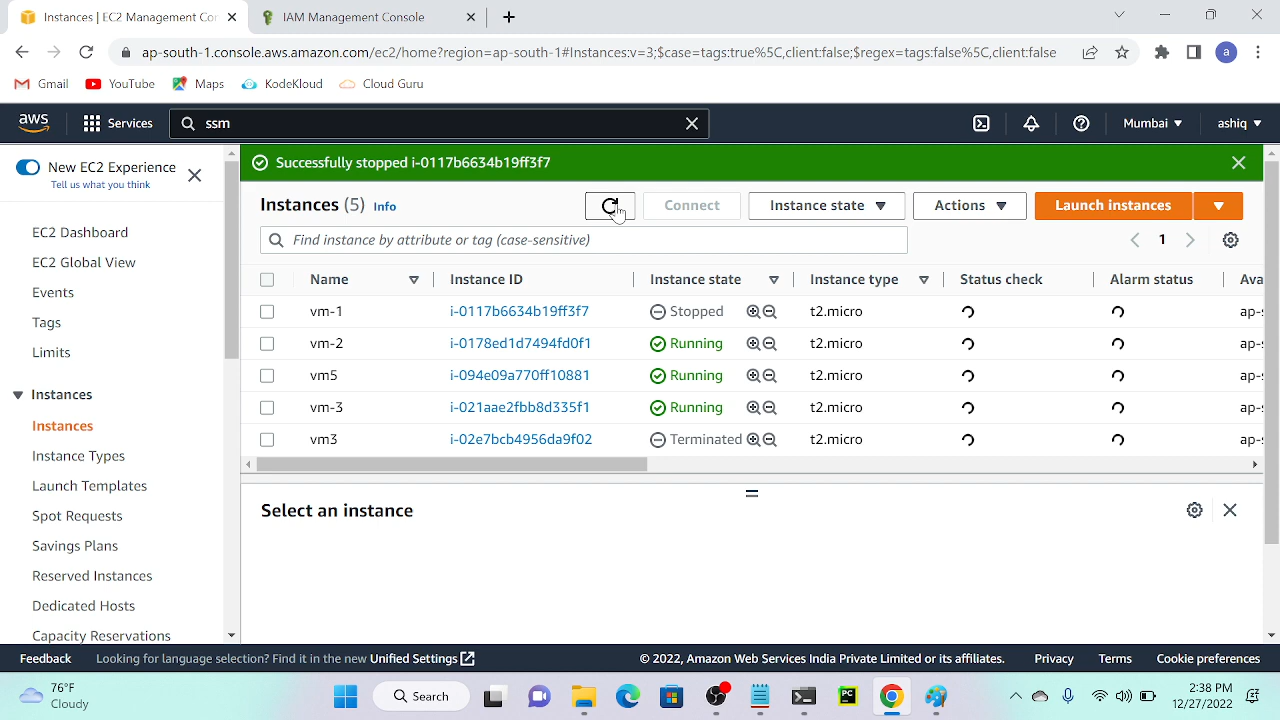 Instances | EC2 Management Con
IAM Management Console
ap-south-1.console.aws.amazon.com/ec2/home?region=ap-south-1#Instances:v=3;$case=tags:true%5C,client:false;$regex=tags:false%5C,client:false
a
Gmail
YouTube
Maps
KodeKloud
Cloud Guru
aws
Services
ssm
Mumbai
ashiq
New EC2 Experience
Tell us what you think
EC2 Dashboard
EC2 Global View
Events
Tags
Limits
Instances
Instances
Instance Types
Launch Templates
Spot Requests
Savings Plans
Reserved Instances
Dedicated Hosts
Capacity Reservations
Successfully stopped i-0117b6634b19ff3f7
Instances (5) Info
Connect
Instance state
Actions
Launch instances
Find instance by attribute or tag (case-sensitive)
1
Name Instance ID Instance state Instance type Status check Alarm status Ava
vm-1 i-0117b6634b19ff3f7 Stopped t2.micro ap-s
vm-2 i-0178ed1d7494fd0f1 Running t2.micro ap-s
vm5 i-094e09a770ff10881 Running t2.micro ap-s
vm-3 i-021aae2fbb8d335f1 Running t2.micro ap-s
vm3 i-02e7bcb4956da9f02 Terminated t2.micro ap-s
Select an instance
Feedback
Looking for language selection? Find it in the new Unified Settings
© 2022, Amazon Web Services India Private Limited or its affiliates.
Privacy
Terms
Cookie preferences
76°F
Cloudy
Search
PC
2:38 PM
12/27/2022